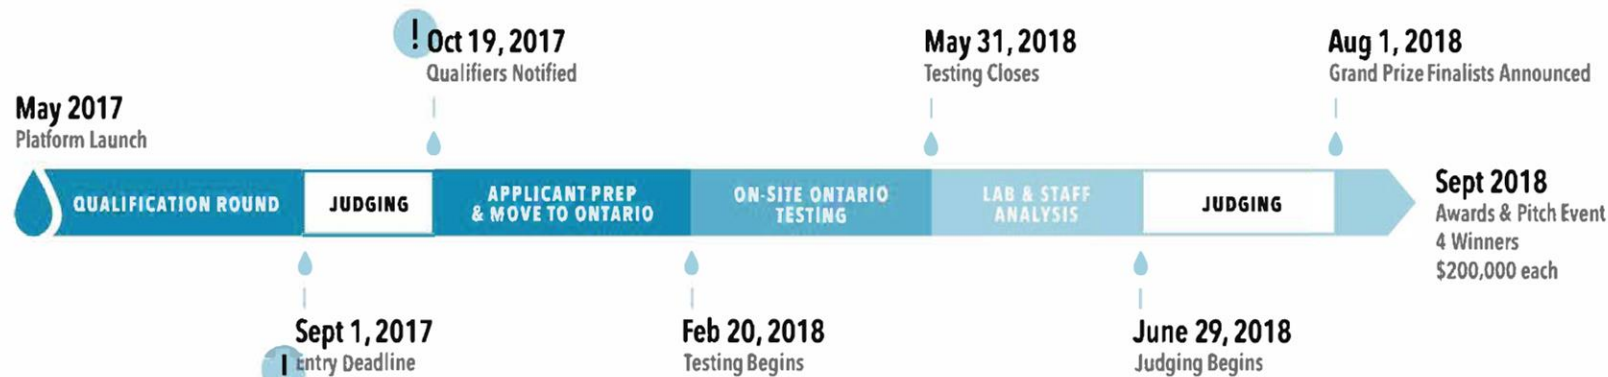 !
Oct 19, 2017
Qualifiers Notified
May 31, 2018
Testing Closes
Aug 1, 2018
Grand Prize Finalists Announced
May 2017
Platform Launch
QUALIFICATION ROUND
JUDGING
APPLICANT PREP
& MOVE TO ONTARIO
ON-SITE ONTARIO
TESTING
LAB & STAFF
ANALYSIS
JUDGING
Sept 2018
Awards & Pitch Event
4 Winners
$200,000 each
Sept 1, 2017
! Entry Deadline
Feb 20, 2018
Testing Begins
June 29, 2018
Judging Begins